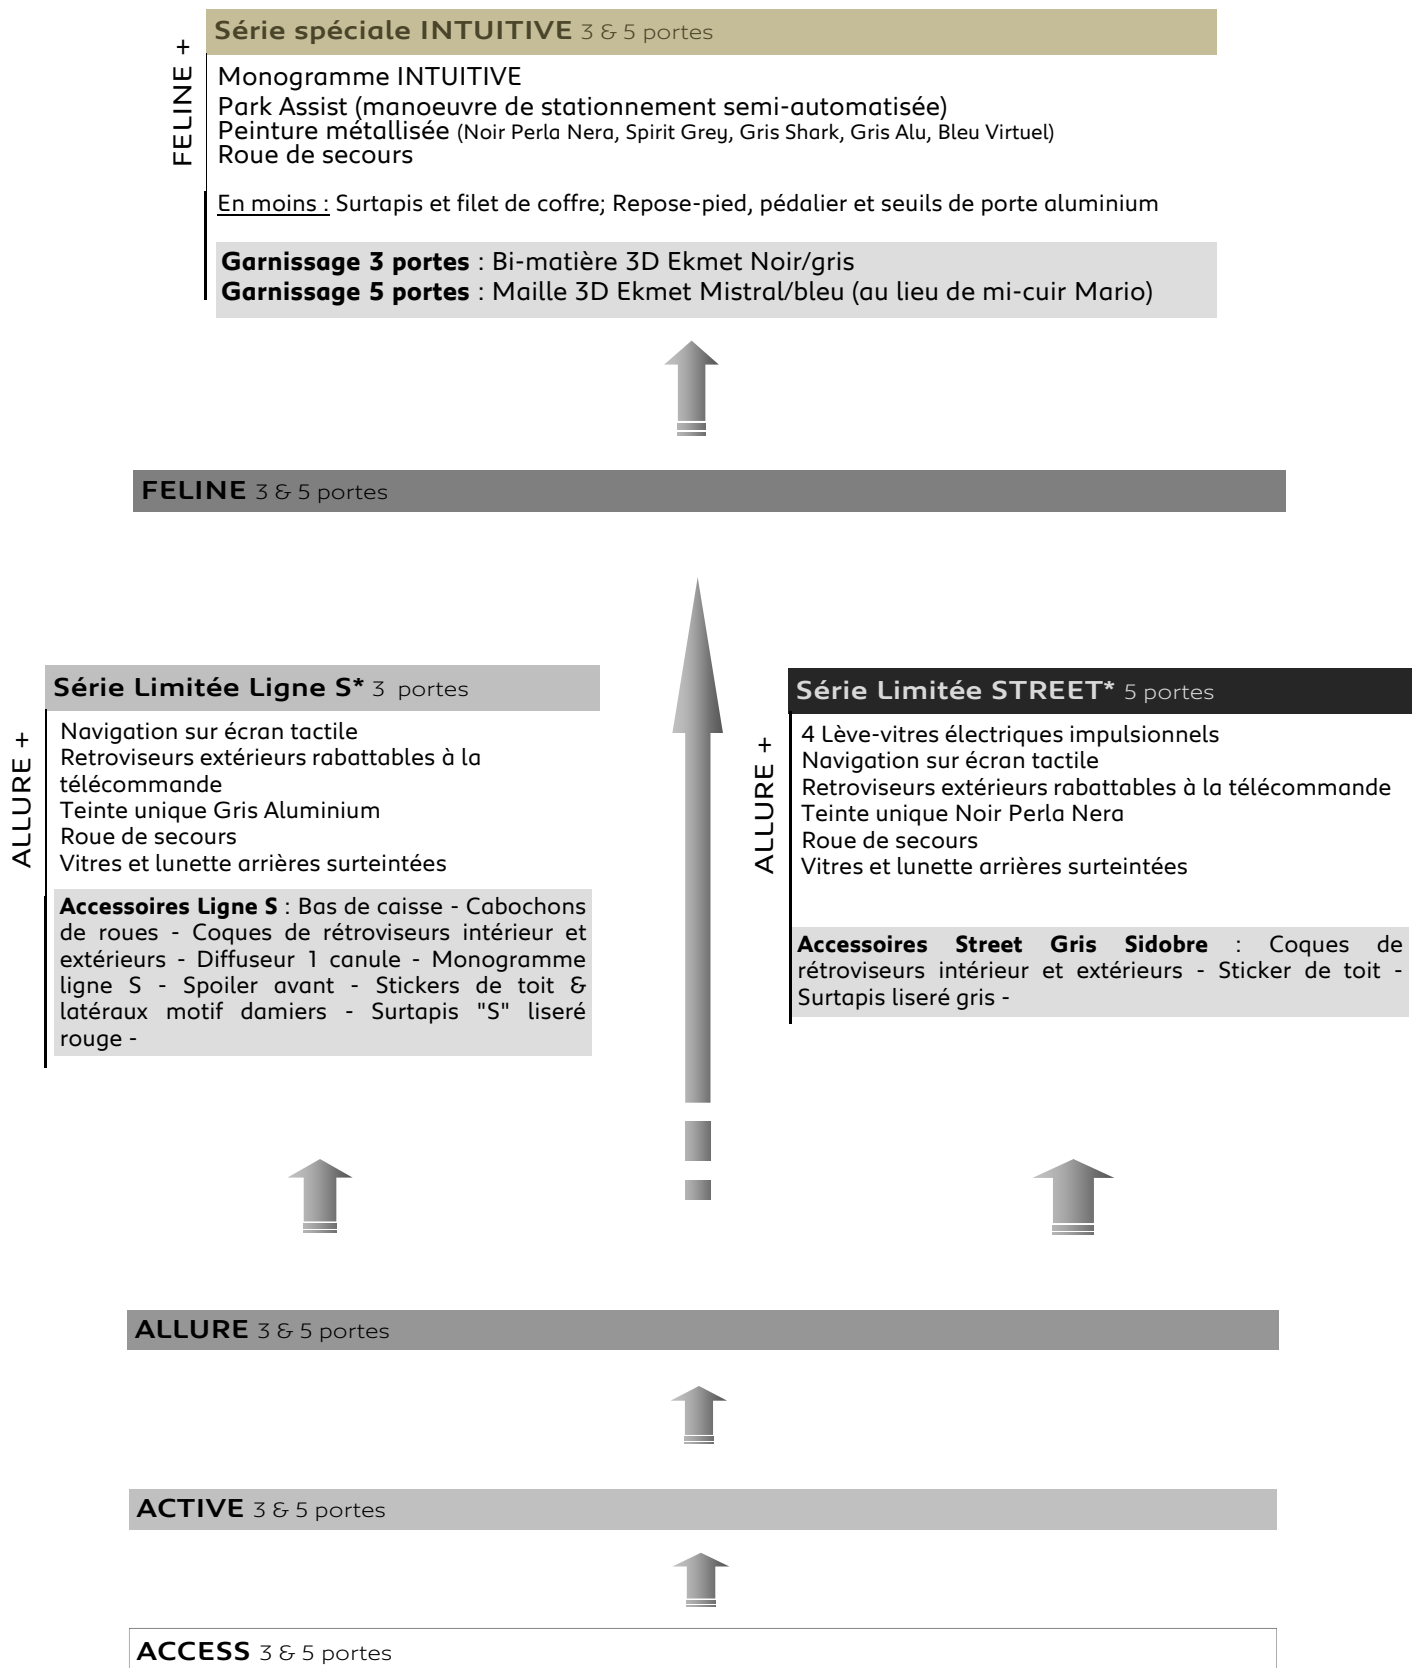 Série spéciale INTUITIVE 3 & 5 portes
FELINE +
Monogramme INTUITIVE
Park Assist (manoeuvre de stationnement semi-automatisée)
Peinture métallisée (Noir Perla Nera, Spirit Grey, Gris Shark, Gris Alu, Bleu Virtuel)
Roue de secours
En moins : Surtapis et filet de coffre; Repose-pied, pédalier et seuils de porte aluminium
Garnissage 3 portes : Bi-matière 3D Ekmet Noir/gris
Garnissage 5 portes : Maille 3D Ekmet Mistral/bleu (au lieu de mi-cuir Mario)
FELINE 3 & 5 portes
Série Limitée Ligne S* 3 portes
ALLURE +
Navigation sur écran tactile
Retroviseurs extérieurs rabattables à la
télécommande
Teinte unique Gris Aluminium
Roue de secours
Vitres et lunette arrières surteintées
Accessoires Ligne S : Bas de caisse - Cabochons
de roues - Coques de rétroviseurs intérieur et
extérieurs - Diffuseur 1 canule - Monogramme
ligne S - Spoiler avant - Stickers de toit &
latéraux motif damiers - Surtapis "S" liseré
rouge -
Série Limitée STREET* 5 portes
ALLURE +
4 Lève-vitres électriques impulsionnels
Navigation sur écran tactile
Retroviseurs extérieurs rabattables à la télécommande
Teinte unique Noir Perla Nera
Roue de secours
Vitres et lunette arrières surteintées
Accessoires Street Gris Sidobre : Coques de
rétroviseurs intérieur et extérieurs - Sticker de toit -
Surtapis liseré gris -
ALLURE 3 & 5 portes
ACTIVE 3 & 5 portes
ACCESS 3 & 5 portes